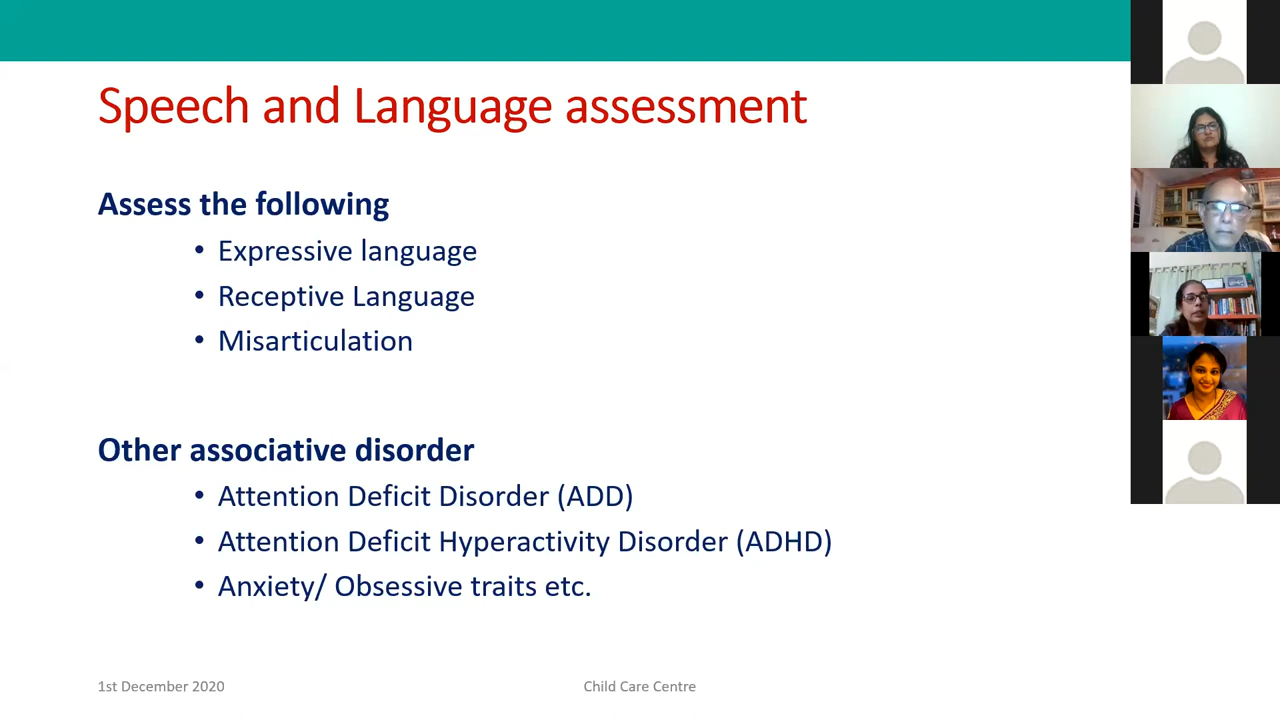 Speech and Language assessment
Assess the following
• Expressive language
• Receptive Language
• Misarticulation
Other associative disorder
• Attention Deficit Disorder (ADD)
• Attention Deficit Hyperactivity Disorder (ADHD)
• Anxiety/ Obsessive traits etc.
1st December 2020
Child Care Centre